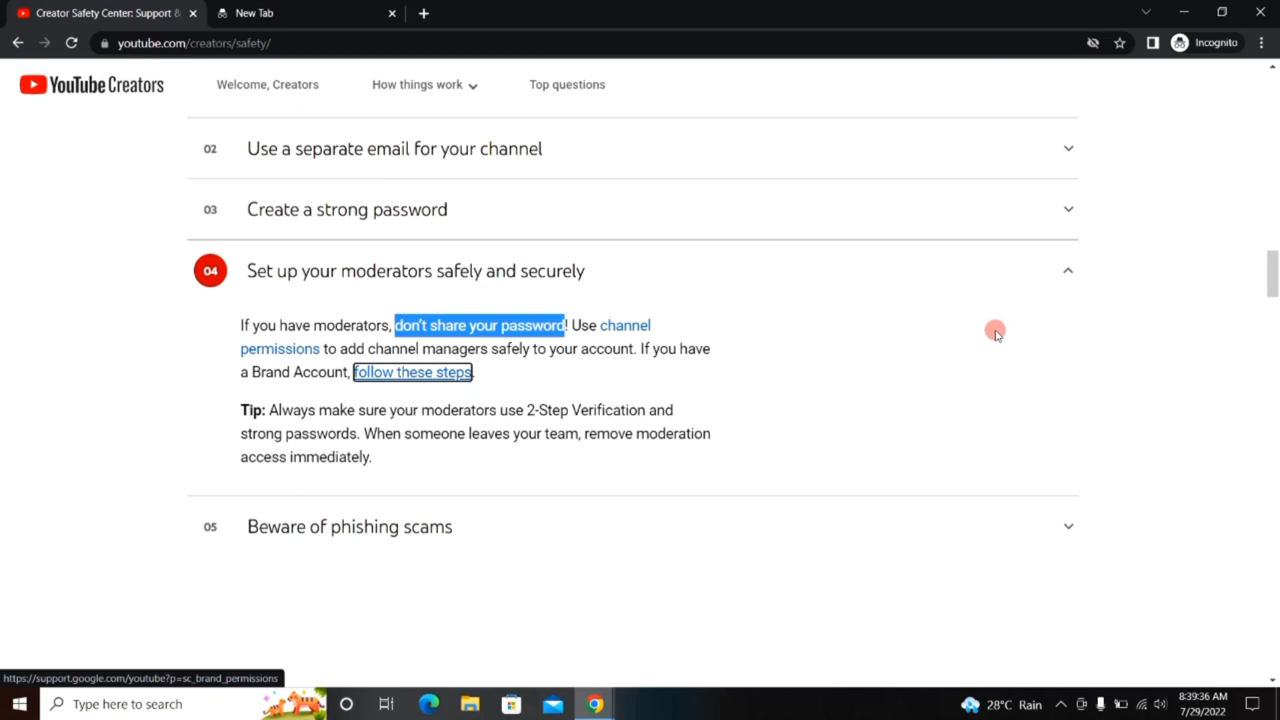 Creator Safety Center: Support &
New Tab
youtube.com/creators/safety/
Incognito
YouTube Creators
Welcome, Creators
How things work
Top questions
02 Use a separate email for your channel
03 Create a strong password
04 Set up your moderators safely and securely
If you have moderators, don't share your password! Use channel
permissions to add channel managers safely to your account. If you have
a Brand Account, follow these steps.
Tip: Always make sure your moderators use 2-Step Verification and
strong passwords. When someone leaves your team, remove moderation
access immediately.
05 Beware of phishing scams
https://support.google.com/youtube?p=sc_brand_permissions
Type here to search
28°C Rain
8:39:36 AM
7/29/2022